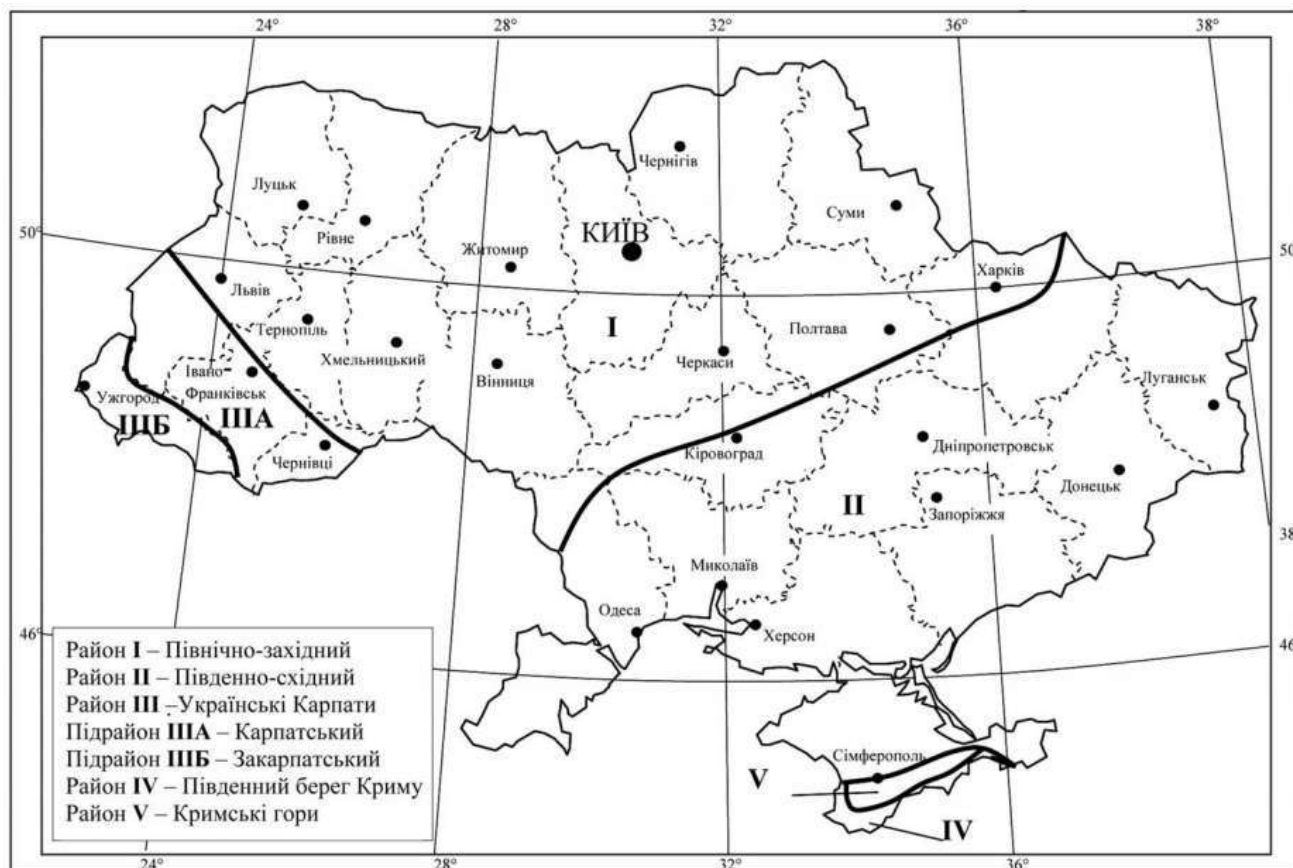 24°
28°
32°
36°
38°
Чернігів
Луцьк
Суми
Рівне
КИЇВ
50°
50
Житомир
Харків
Львів
Тернопіль
I
Полтава
Хмельницький
Черкаси
Вінниця
Івано-
Франківськ
Луганськ
Ужгород
IIIБ
IIIА
Чернівці
Кіровоград
Дніпропетровськ
Донецьк
II
Запоріжжя
38
Миколаїв
Одеса
Херсон
46°
46
Район I – Північно-західний
Район II – Південно-східний
Район III –Українські Карпати
Підрайон IIIА – Карпатський
Підрайон IIIБ – Закарпатський
Район IV – Південний берег Криму
Район V – Кримські гори
Сімферополь
V
IV
24°
28°
32°
36°